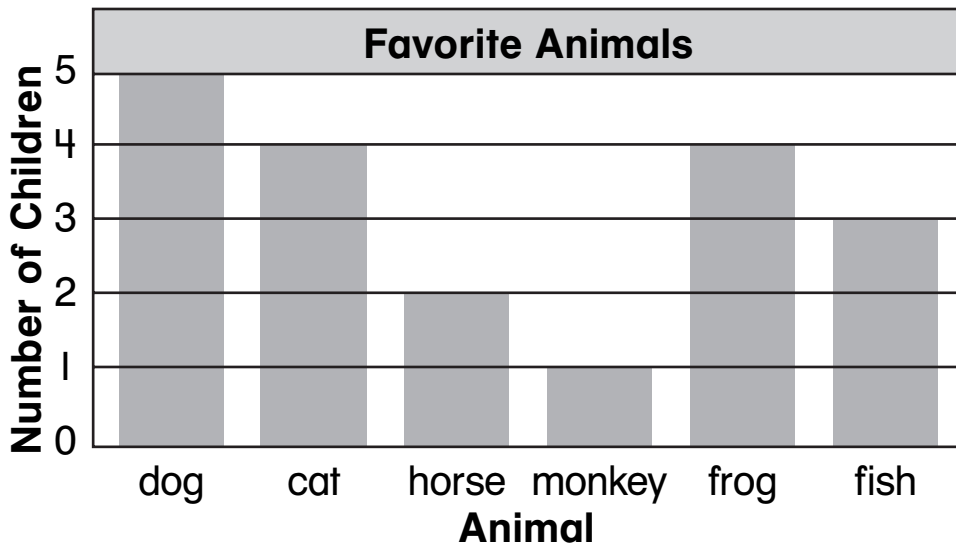 Favorite Animals
Number of Children
5
4
3
2
1
0
dog cat horse monkey frog fish
Animal